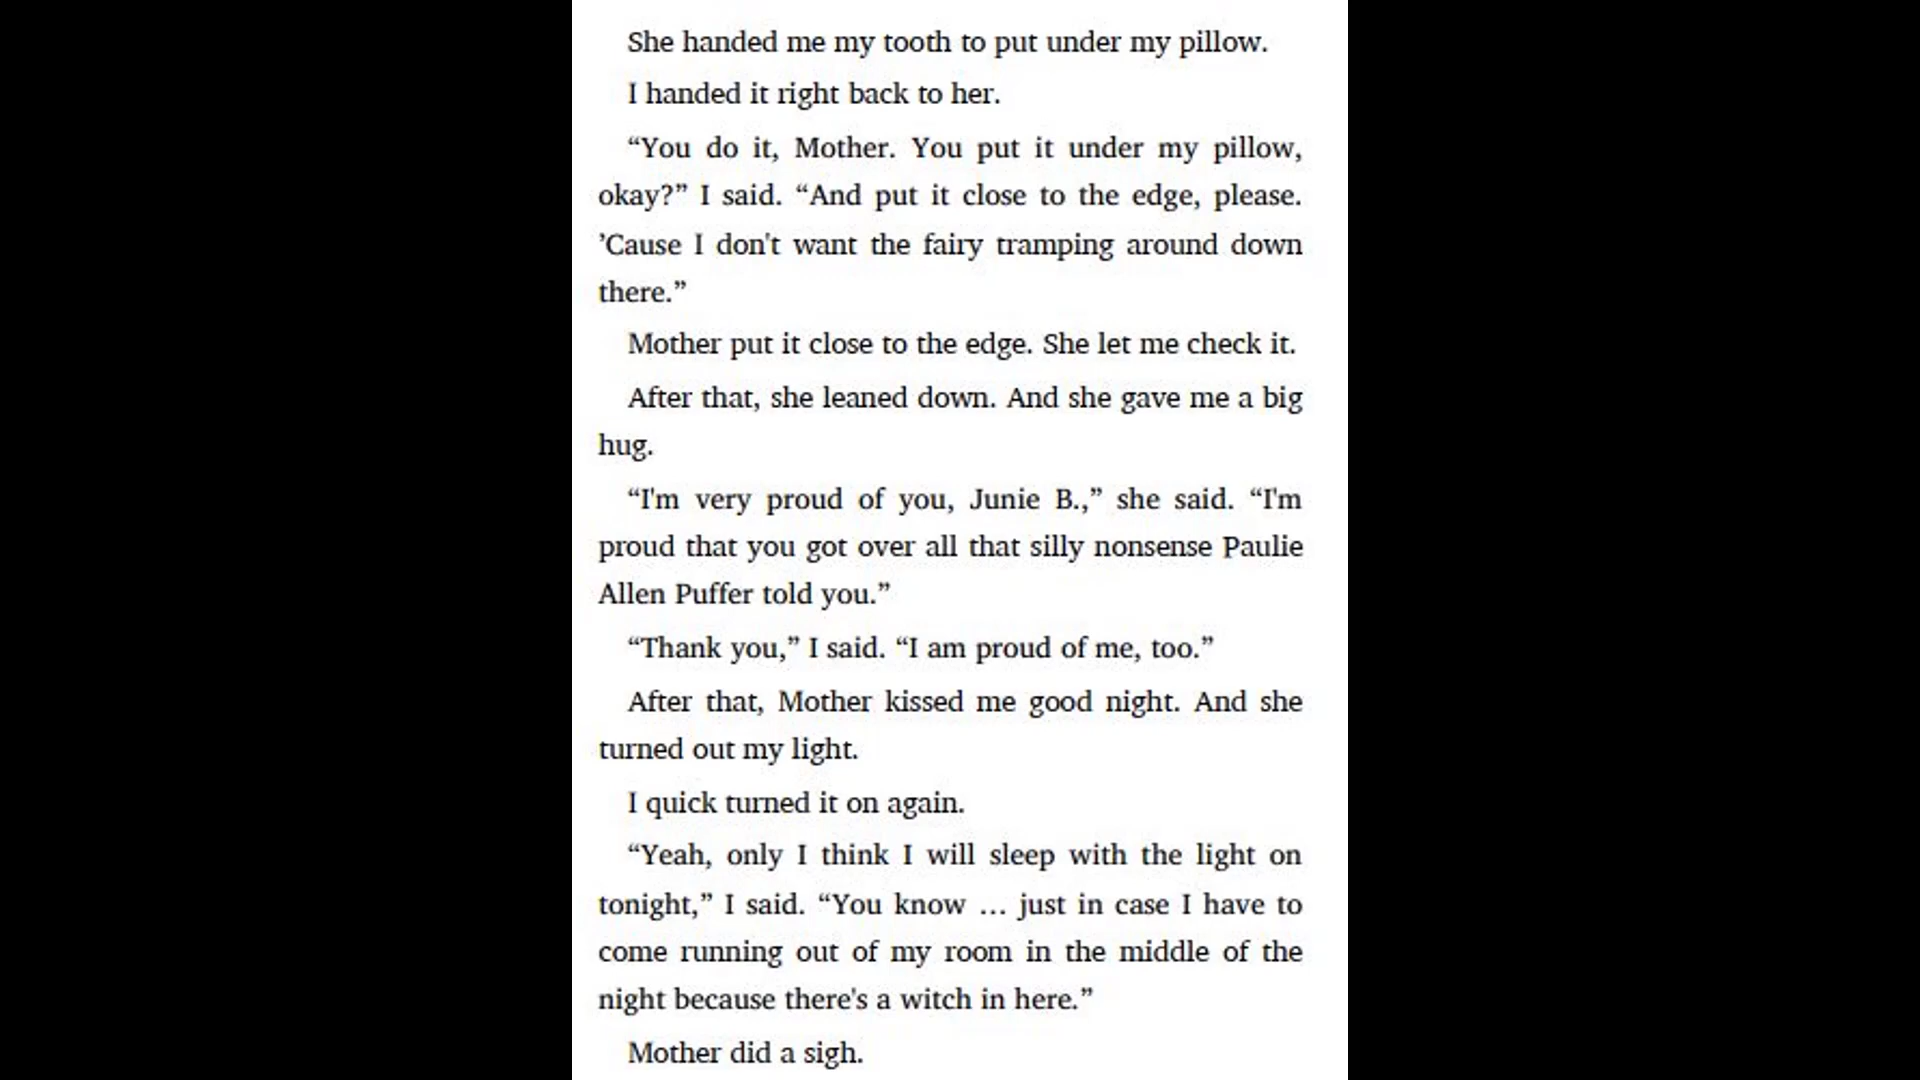 She handed me my tooth to put under my pillow.
I handed it right back to her.
“You do it, Mother. You put it under my pillow,
okay?” I said. “And put it close to the edge, please.
’Cause I don't want the fairy tramping around down
there.”
Mother put it close to the edge. She let me check it.
After that, she leaned down. And she gave me a big
hug.
“I'm very proud of you, Junie B.,” she said. “I'm
proud that you got over all that silly nonsense Paulie
Allen Puffer told you.”
“Thank you,” I said. “I am proud of me, too.”
After that, Mother kissed me good night. And she
turned out my light.
I quick turned it on again.
“Yeah, only I think I will sleep with the light on
tonight,” I said. “You know … just in case I have to
come running out of my room in the middle of the
night because there's a witch in here.”
Mother did a sigh.